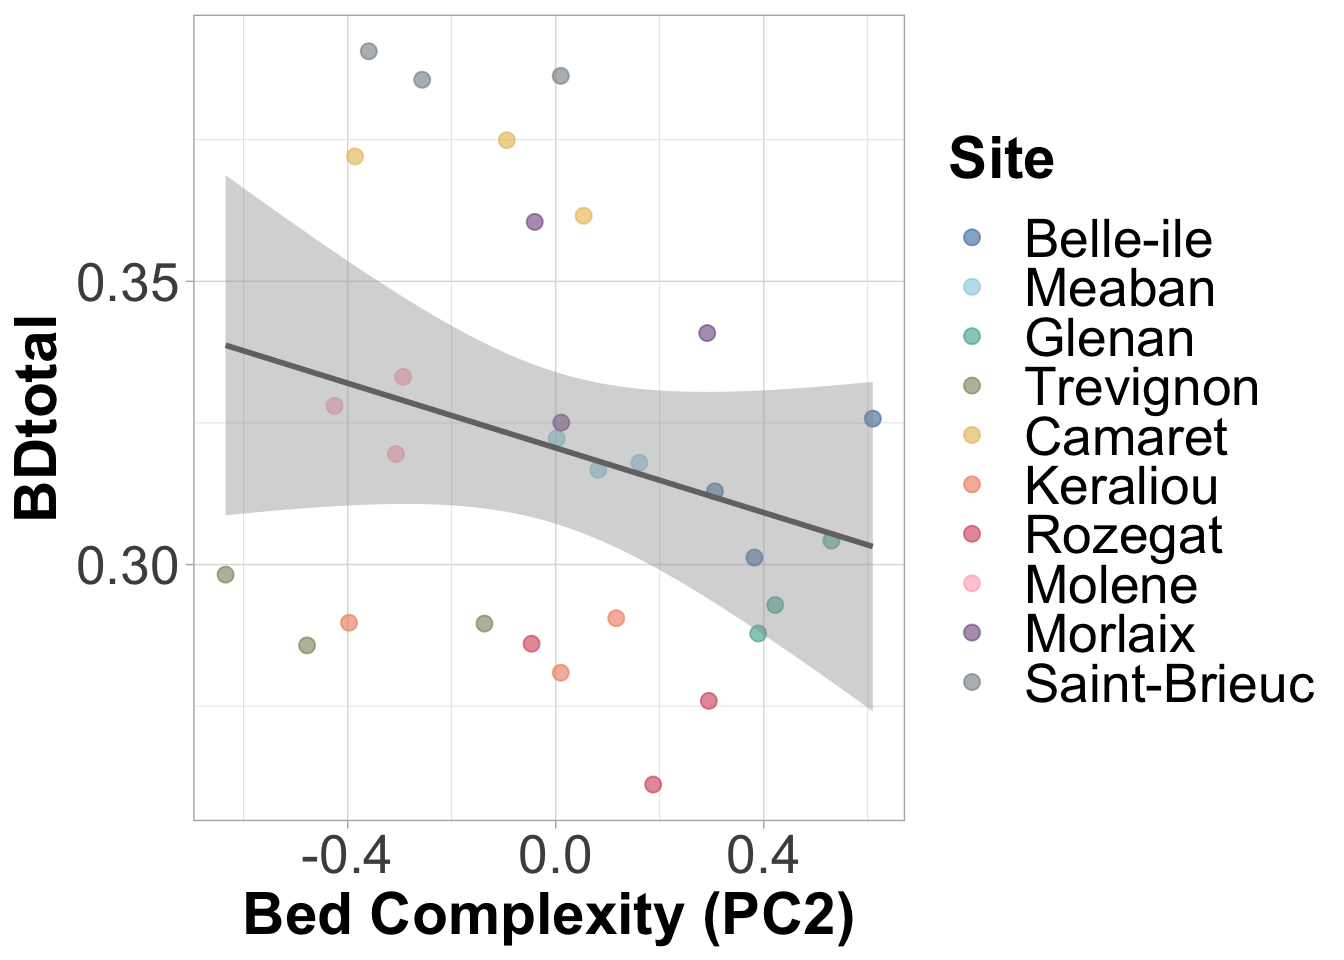 BDtotal
0.35
0.30
-0.4 0.0 0.4
Bed Complexity (PC2)
Site
Belle-ile
Meaban
Glenan
Trevignon
Camaret
Keraliou
Rozegat
Molene
Morlaix
Saint-Brieuc